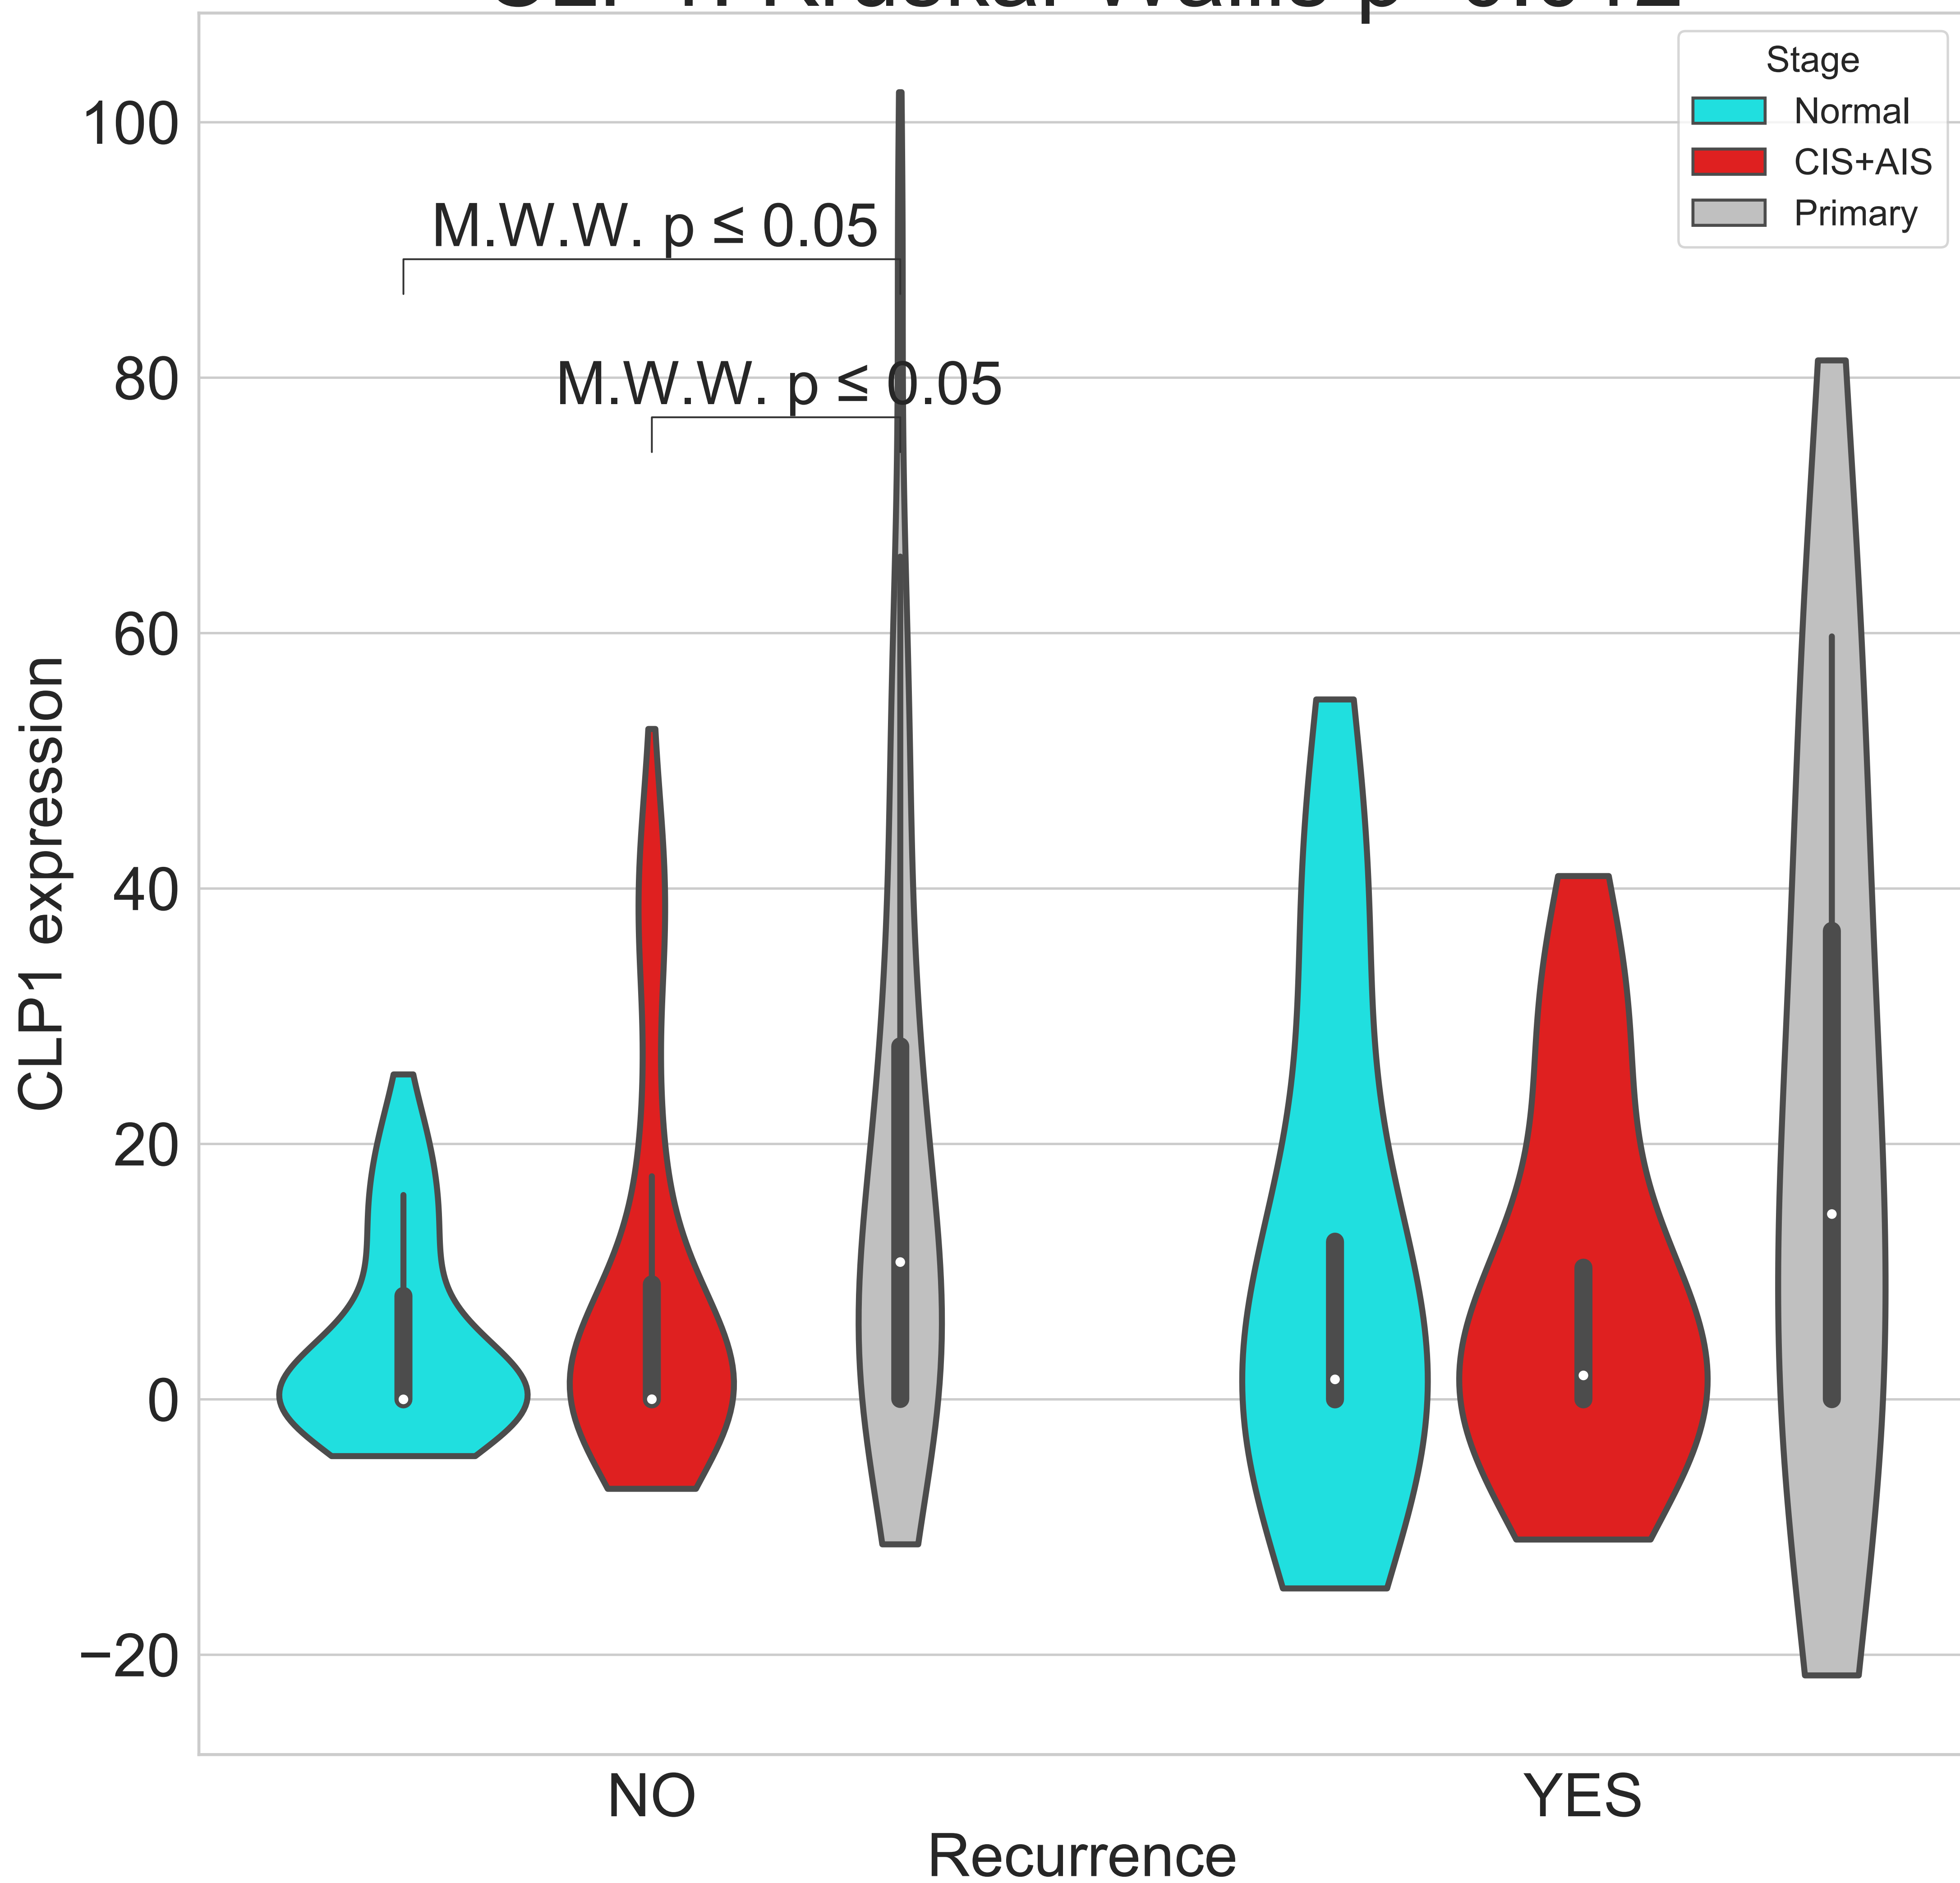 Stage
Normal
CIS+AIS
Primary
100
80
60
40
20
0
−20
CLP1 expression
M.W.W. p ≤ 0.05
M.W.W. p ≤ 0.05
NO
YES
Recurrence